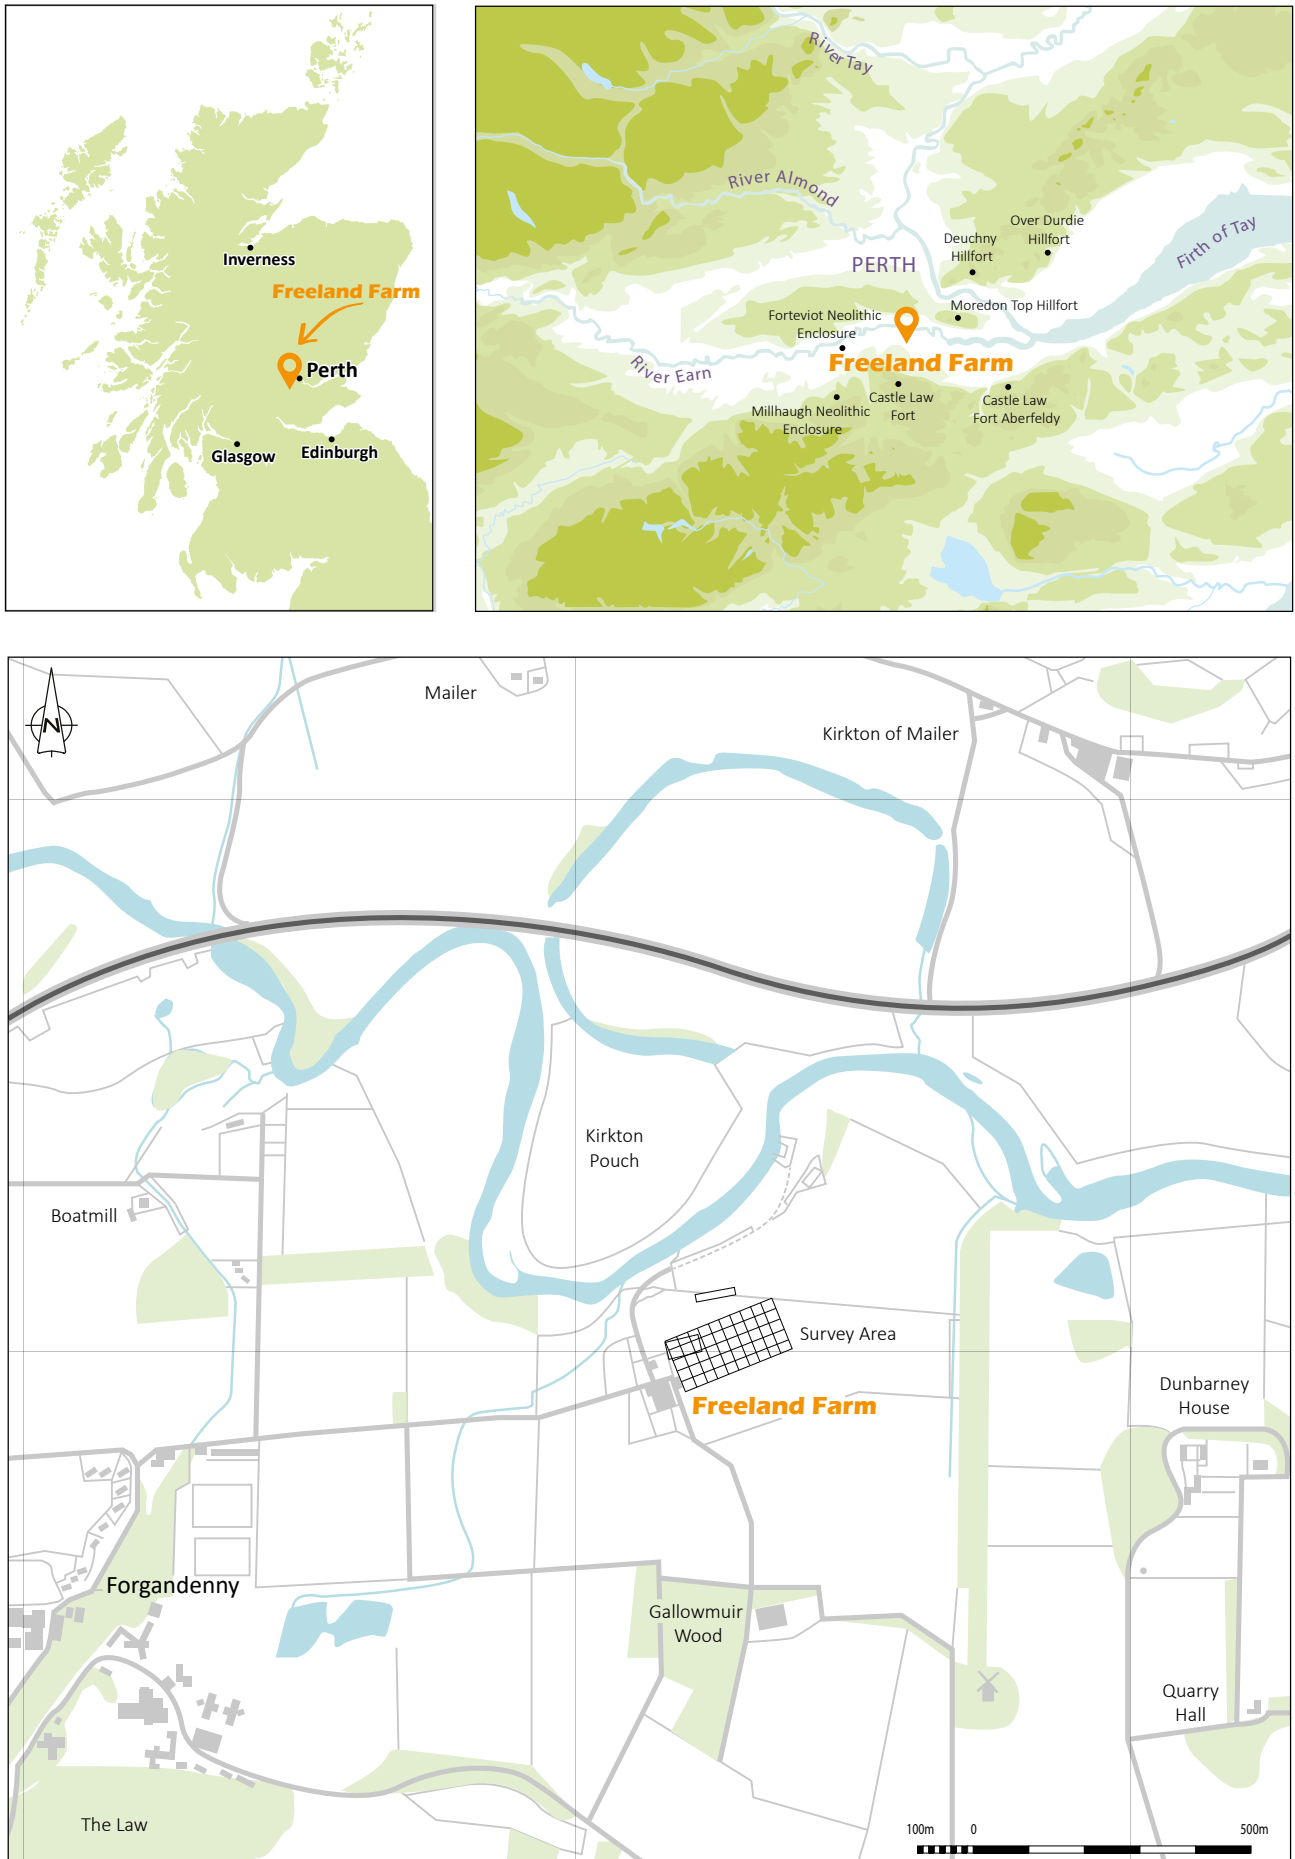 Inverness
Freeland Farm
Perth
Glasgow
Edinburgh
River Tay
River Almond
Over Durdie
Hillfort
Deuchny
Hillfort
Firth of Tay
PERTH
Moredon Top Hillfort
Forteviot Neolithic
Enclosure
Freeland Farm
River Earn
Castle Law
Fort
Castle Law
Fort Aberfeldy
Millhaugh Neolithic
Enclosure
N
Mailer
Kirkton of Mailer
Kirkton
Pouch
Boatmill
Survey Area
Freeland Farm
Dunbarney
House
Forgandenny
Gallowmuir
Wood
Quarry
Hall
The Law
100m 0 500m